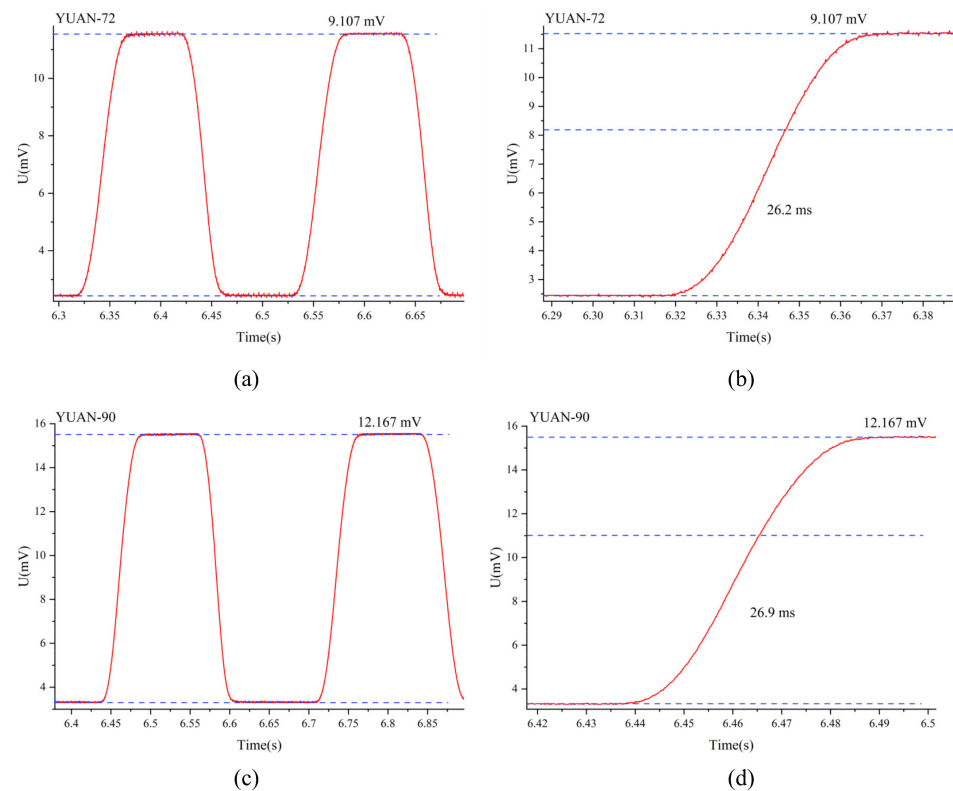 YUAN-72
9.107 mV
U(mV)
10
8
6
4
6.3
6.35
6.4
6.45
6.5
6.55
6.6
6.65
Time(s)
(a)
YUAN-72
9.107 mV
U(mV)
11
10
9
8
7
6
5
4
3
26.2 ms
6.29
6.30
6.31
6.32
6.33
6.34
6.35
6.36
6.37
6.38
Time(s)
(b)
YUAN-90
12.167 mV
U(mV)
16
14
12
10
8
6
4
6.4
6.45
6.5
6.55
6.6
6.65
6.7
6.75
6.8
6.85
Time(s)
(c)
YUAN-90
12.167 mV
U(mV)
16
14
12
10
8
6
4
26.9 ms
6.42
6.43
6.44
6.45
6.46
6.47
6.48
6.49
6.5
Time(s)
(d)